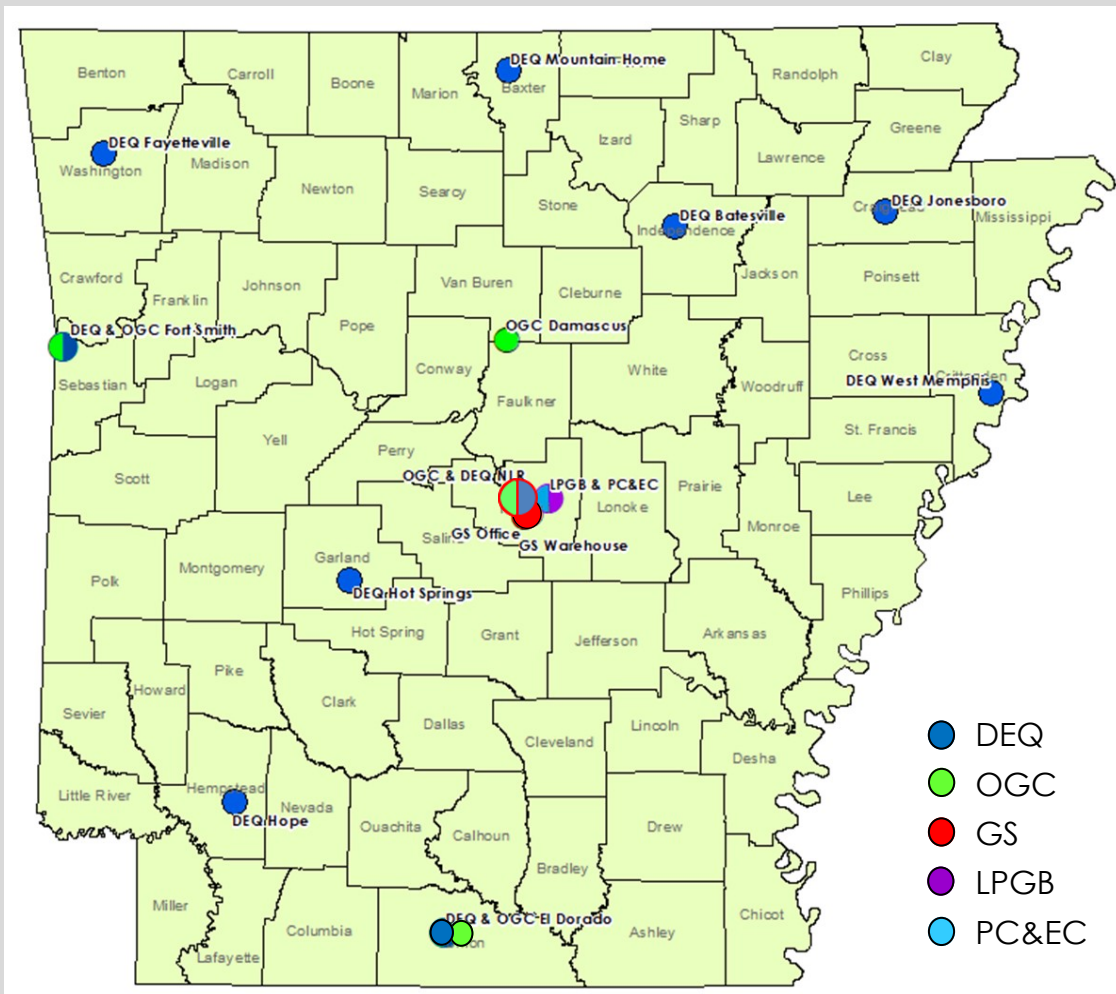 Benton
Carroll
Boone
Marion
DEQ Mountain Home
Baxter
Randolph
Clay
Sharp
Greene
Izard
Lawrence
DEQ Fayetteville
Washington
Madison
Newton
Searcy
Stone
DEQ Batesville
Independence
DEQ Jonesboro
Mississippi
Crawford
Franklin
Johnson
Pope
Van Buren
Cleburne
Jackson
Poinsett
DEQ & OGC Fort Smith
OGC Damascus
Sebastian
Logan
Conway
Faulkner
White
Woodruff
Cross
Crittenden
DEQ West Memphis
St. Francis
Scott
Yell
Perry
OGC & DEQ NLR
LPGB & PC&EC
Lonoke
Prairie
Monroe
Lee
Saline
GS Office
GS Warehouse
Polk
Montgomery
Garland
DEQ Hot Springs
Hot Spring
Grant
Jefferson
Arkansas
Phillips
Sevier
Howard
Pike
Clark
Dallas
Cleveland
Lincoln
Desha
Little River
Hempstead
DEQ Hope
Nevada
Ouachita
Calhoun
Bradley
Drew
Miller
Lafayette
Columbia
DEQ & OGC El Dorado
Ashley
Chicot
DEQ
OGC
GS
LPGB
PC&EC